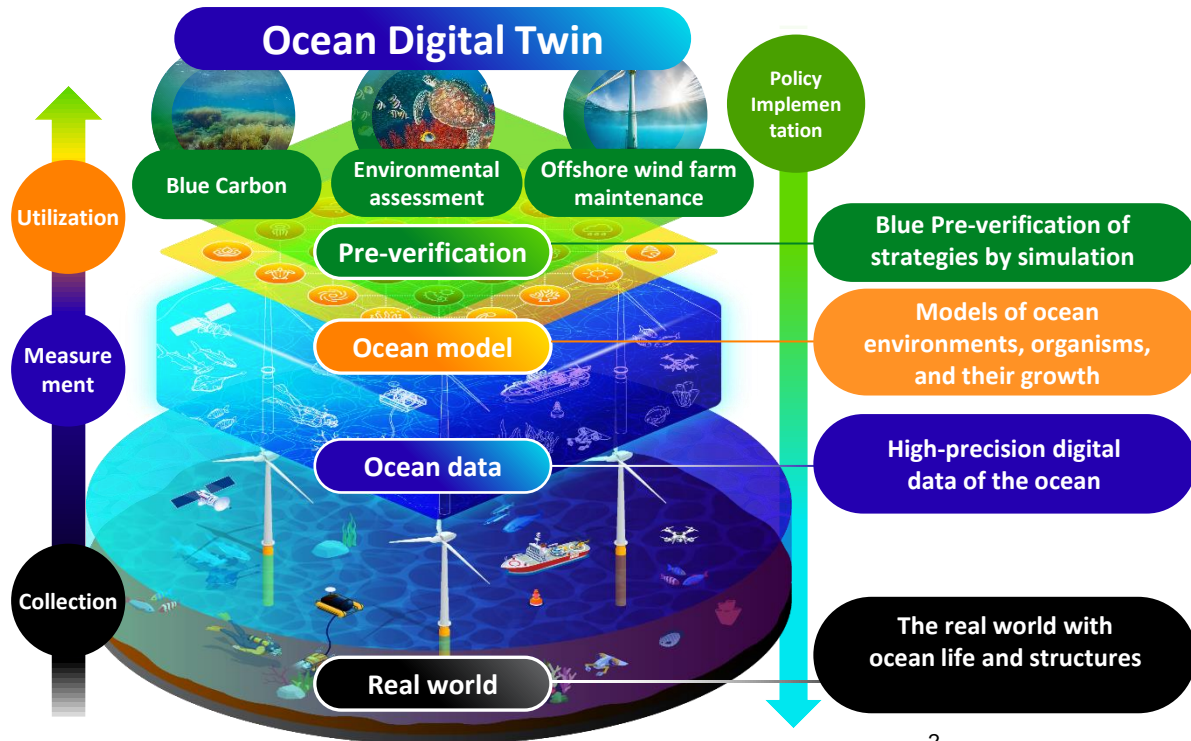 Ocean Digital Twin
Policy
Implemen
tation
Blue Carbon
Environmental
assessment
Offshore wind farm
maintenance
Utilization
Pre-verification
Blue Pre-verification of
strategies by simulation
Measure
ment
Ocean model
Models of ocean
environments, organisms,
and their growth
Ocean data
High-precision digital
data of the ocean
Collection
Real world
The real world with
ocean life and structures